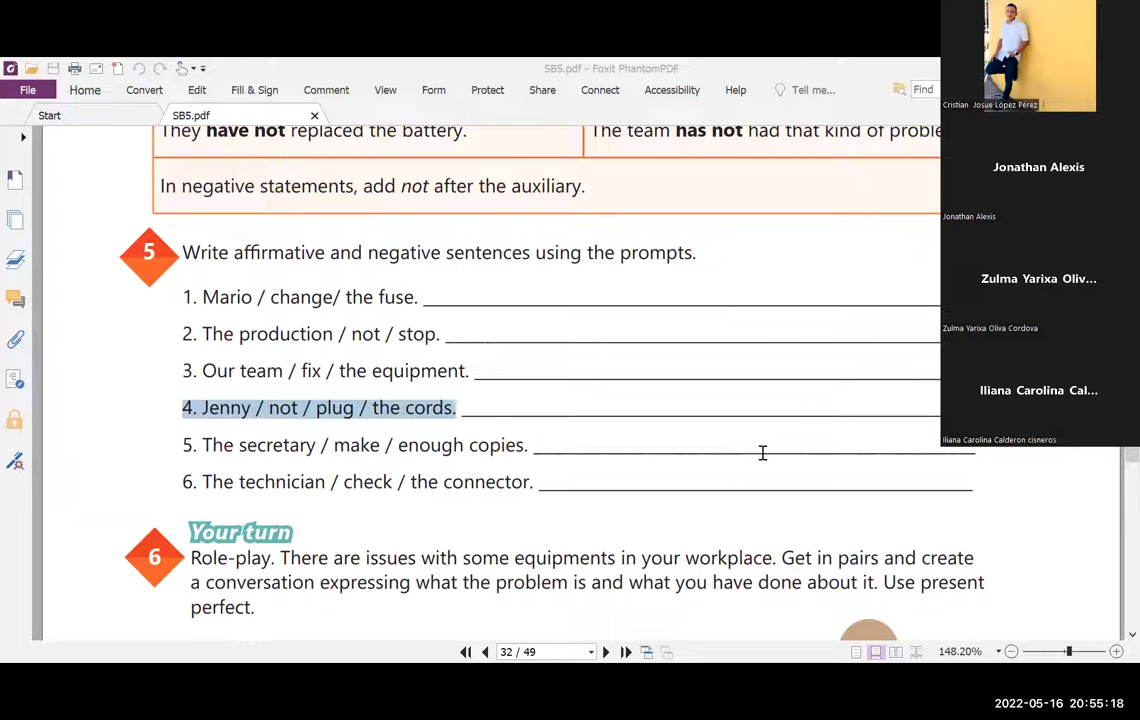 SB5.pdf - Foxit PhantomPDF
File Home Convert Edit Fill & Sign Comment View Form Protect Share Connect Accessibility Help Tell me... Find
Start SB5.pdf
They have not replaced the battery. The team has not had that kind of proble
In negative statements, add not after the auxiliary.
5 Write affirmative and negative sentences using the prompts.
1. Mario / change/ the fuse.
2. The production / not / stop.
3. Our team / fix / the equipment.
4. Jenny / not / plug / the cords.
5. The secretary / make / enough copies.
6. The technician / check / the connector.
Your turn
6 Role-play. There are issues with some equipments in your workplace. Get in pairs and create
a conversation expressing what the problem is and what you have done about it. Use present
perfect.
32 / 49
148.20%
Cristian Josue López Pérez
Jonathan Alexis
Jonathan Alexis
Zulma Yarixa Oliv...
Zulma Yarixa Oliva Cordova
Iliana Carolina Cal...
Iliana Carolina Calderon cisneros
2022-05-16 20:55:18